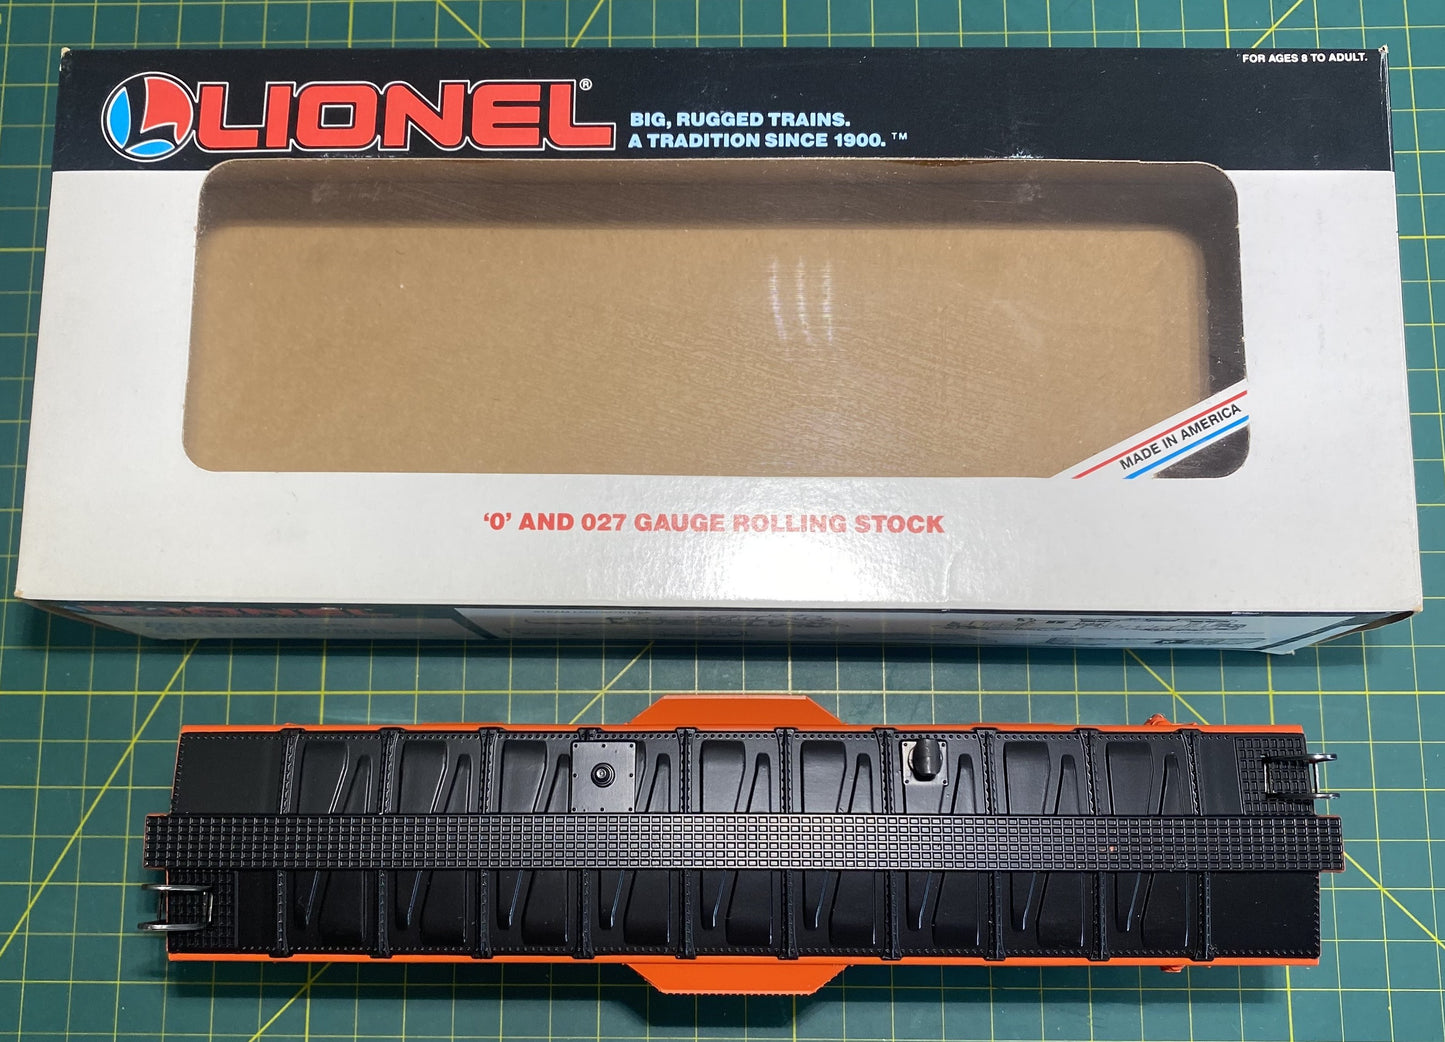 LIONEL®
BIG, RUGGED TRAINS.
A TRADITION SINCE 1900.™
FOR AGES 8 TO ADULT.
MADE IN AMERICA
‘O’ AND 027 GAUGE ROLLING STOCK